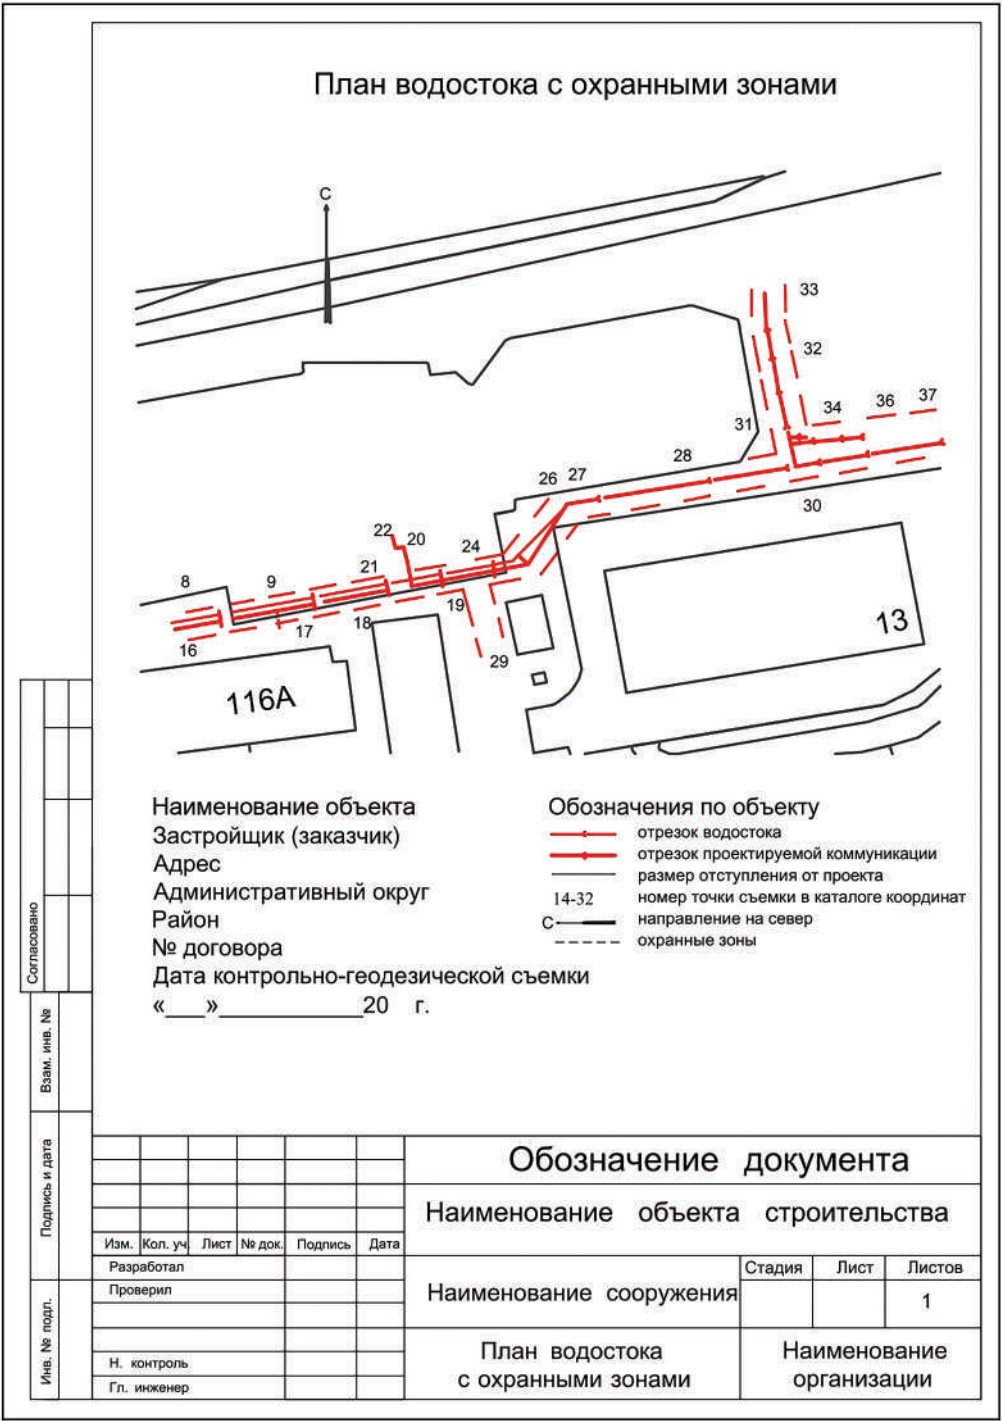 План водостока с охранными зонами
С
33
32
34
36
37
31
28
26
27
30
22
20
24
21
8
9
19
18
17
16
29
13
116А
Наименование объекта
Застройщик (заказчик)
Адрес
Административный округ
Район
№ договора
Дата контрольно-геодезической съемки
«___»____________20 г.
Обозначения по объекту
отрезок водостока
отрезок проектируемой коммуникации
размер отступления от проекта
14-32 номер точки съемки в каталоге координат
С направление на север
охранные зоны
Согласовано
Взам. инв. №
Подпись и дата
Инв. № подл.
Обозначение документа
Наименование объекта строительства
Изм. Кол. уч. Лист № док. Подпись Дата
Разработал
Проверил
Н. контроль
Гл. инженер
Наименование сооружения
Стадия Лист Листов
1
План водостока
с охранными зонами
Наименование
организации